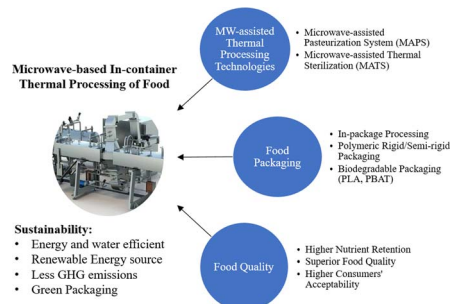 MW-assisted
Thermal
Processing
Technologies
• Microwave-assisted
Pasteurization System (MAPS)
• Microwave-assisted Thermal
Sterilization (MATS)
Microwave-based In-container
Thermal Processing of Food
Food
Packaging
• In-package Processing
• Polymeric Rigid/Semi-rigid
Packaging
• Biodegradable Packaging
(PLA, PBAT)
Sustainability:
• Energy and water efficient
• Renewable Energy source
• Less GHG emissions
• Green Packaging
Food Quality
• Higher Nutrient Retention
• Superior Food Quality
• Higher Consumers'
Acceptability